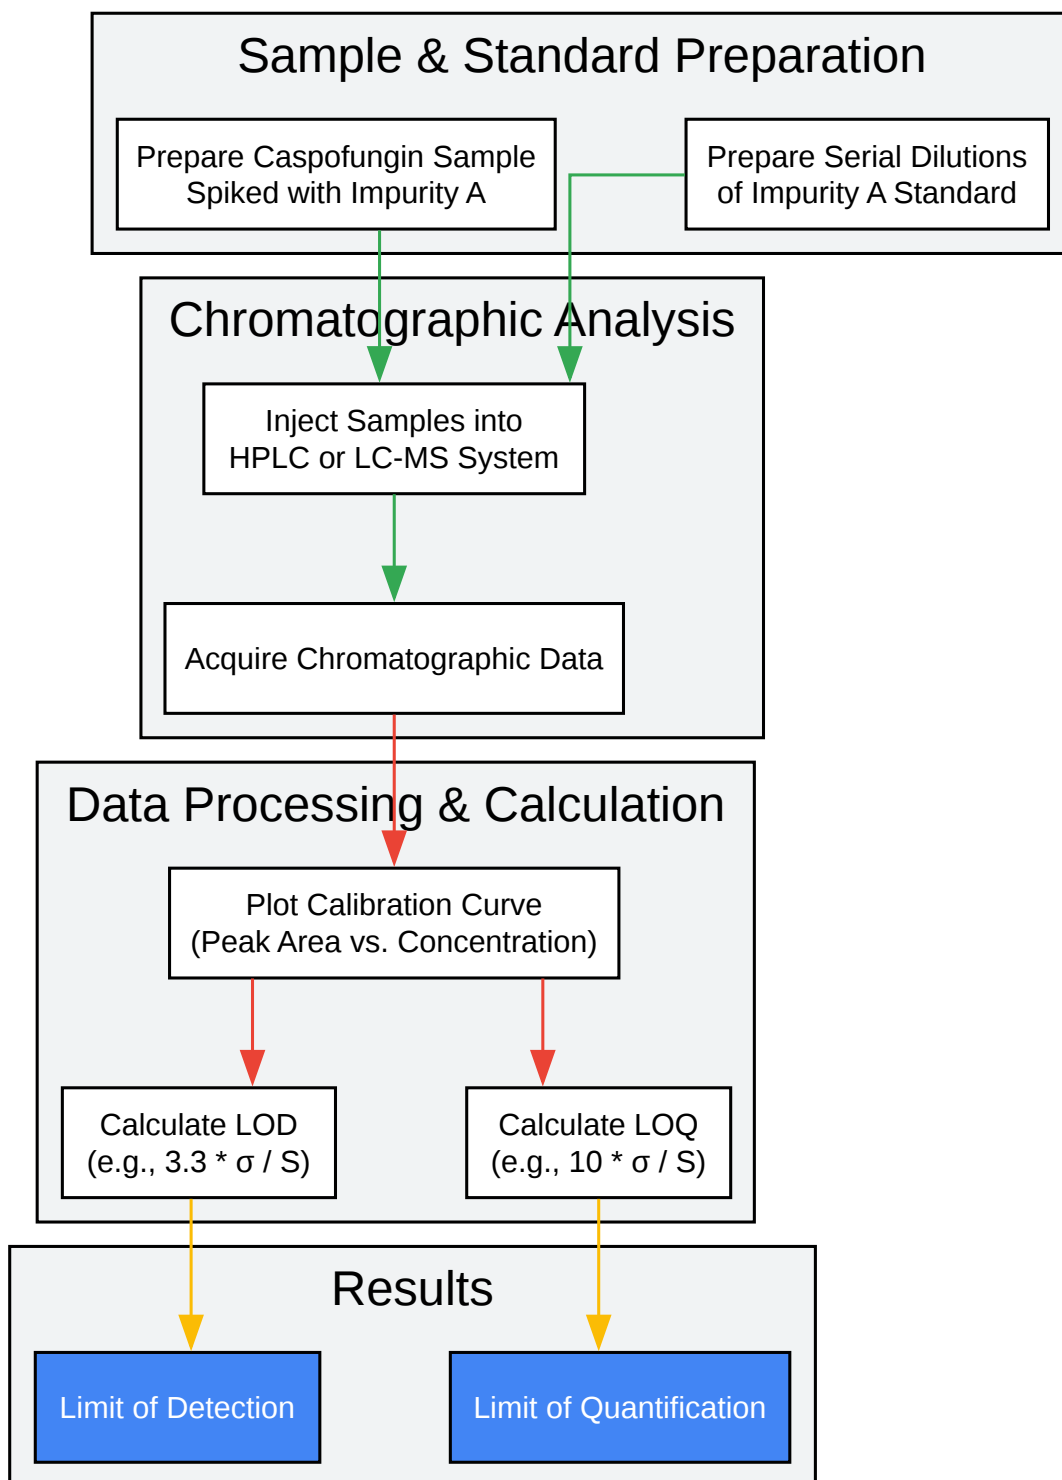 Sample & Standard Preparation
Prepare Caspofungin Sample
Spiked with Impurity A
Prepare Serial Dilutions
of Impurity A Standard
Chromatographic Analysis
Inject Samples into
HPLC or LC-MS System
Acquire Chromatographic Data
Data Processing & Calculation
Plot Calibration Curve
(Peak Area vs. Concentration)
Calculate LOD
(e.g., 3.3 * σ / S)
Calculate LOQ
(e.g., 10 * σ / S)
Results
Limit of Detection
Limit of Quantification